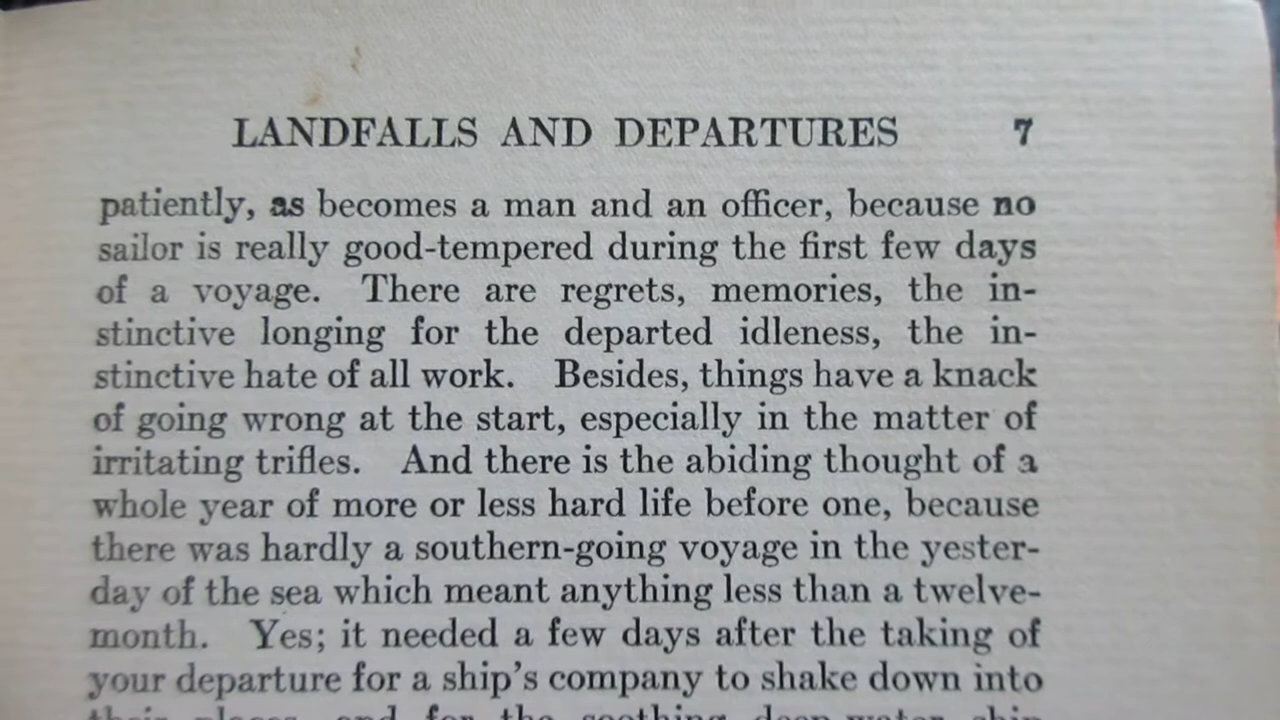 LANDFALLS AND DEPARTURES 7
patiently, as becomes a man and an officer, because no
sailor is really good-tempered during the first few days
of a voyage. There are regrets, memories, the in-
stinctive longing for the departed idleness, the in-
stinctive hate of all work. Besides, things have a knack
of going wrong at the start, especially in the matter of
irritating trifles. And there is the abiding thought of a
whole year of more or less hard life before one, because
there was hardly a southern-going voyage in the yester-
day of the sea which meant anything less than a twelve-
month. Yes; it needed a few days after the taking of
your departure for a ship's company to shake down into